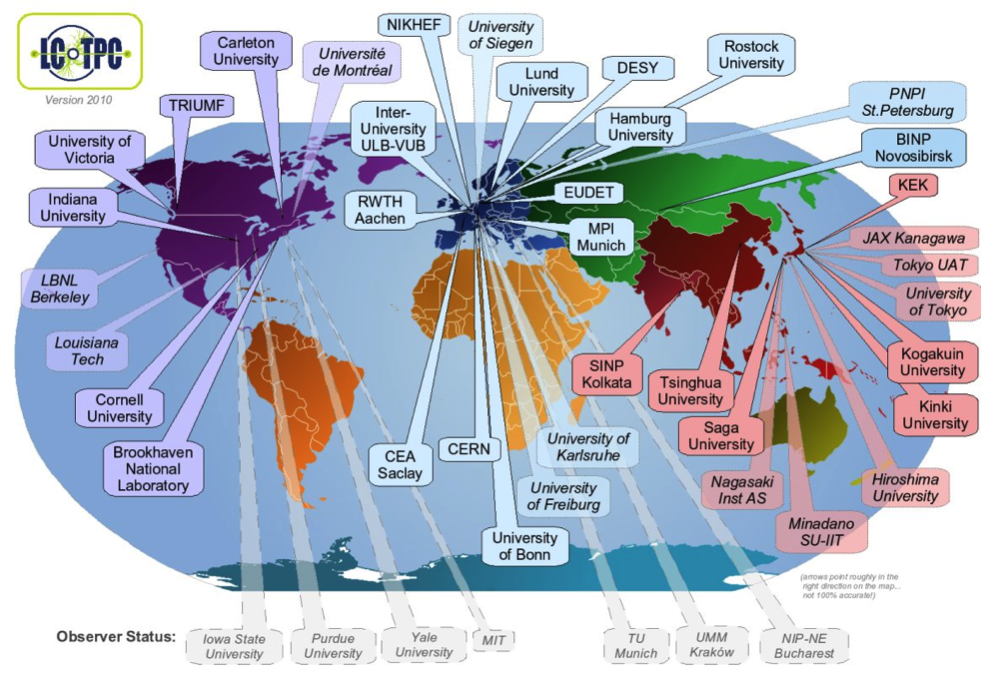 LC TPC
Version 2010
NIKHEF
University
of Siegen
Carleton
University
Université
de Montréal
Lund
University
DESY
Rostock
University
TRIUMF
Inter-
University
ULB-VUB
Hamburg
University
PNPI
St.Petersburg
University of
Victoria
BINP
Novosibirsk
Indiana
University
RWTH
Aachen
EUDET
KEK
MPI
Munich
JAX Kanagawa
Tokyo UAT
LBNL
Berkeley
University
of Tokyo
Louisiana
Tech
SINP
Kolkata
Tsinghua
University
Kogakuin
University
Cornell
University
Saga
University
Kinki
University
Brookhaven
National
Laboratory
CEA
Saclay
CERN
University of
Karlsruhe
University
of Freiburg
Nagasaki
Inst AS
Hiroshima
University
University
of Bonn
Minadano
SU-IIT
(arrows point roughly in the
right direction on the map...
not 100% accurate!)
Observer Status:
Iowa State
University
Purdue
University
Yale
University
MIT
TU
Munich
UMM
Kraków
NIP-NE
Bucharest